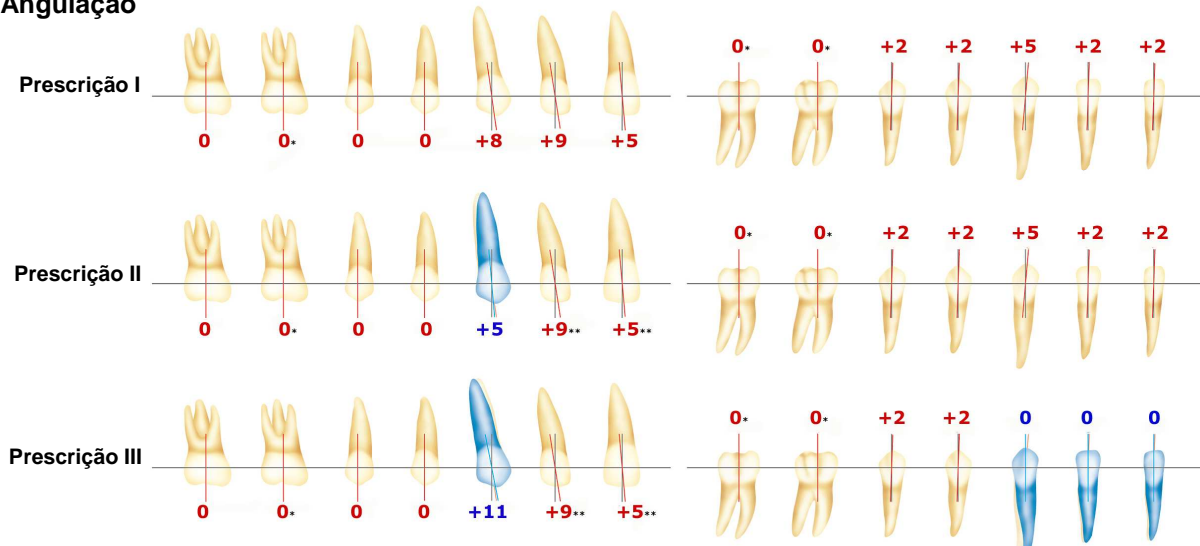 Angulação
0* 0* +2 +2 +5 +2 +2
Prescrição I
0 0* 0 0 +8 +9 +5
0* 0* +2 +2 +5 +2 +2
Prescrição II
0 0* 0 0 +5 +9** +5**
0* 0* +2 +2 0 0 0
Prescrição III
0 0* 0 0 +11 +9** +5**